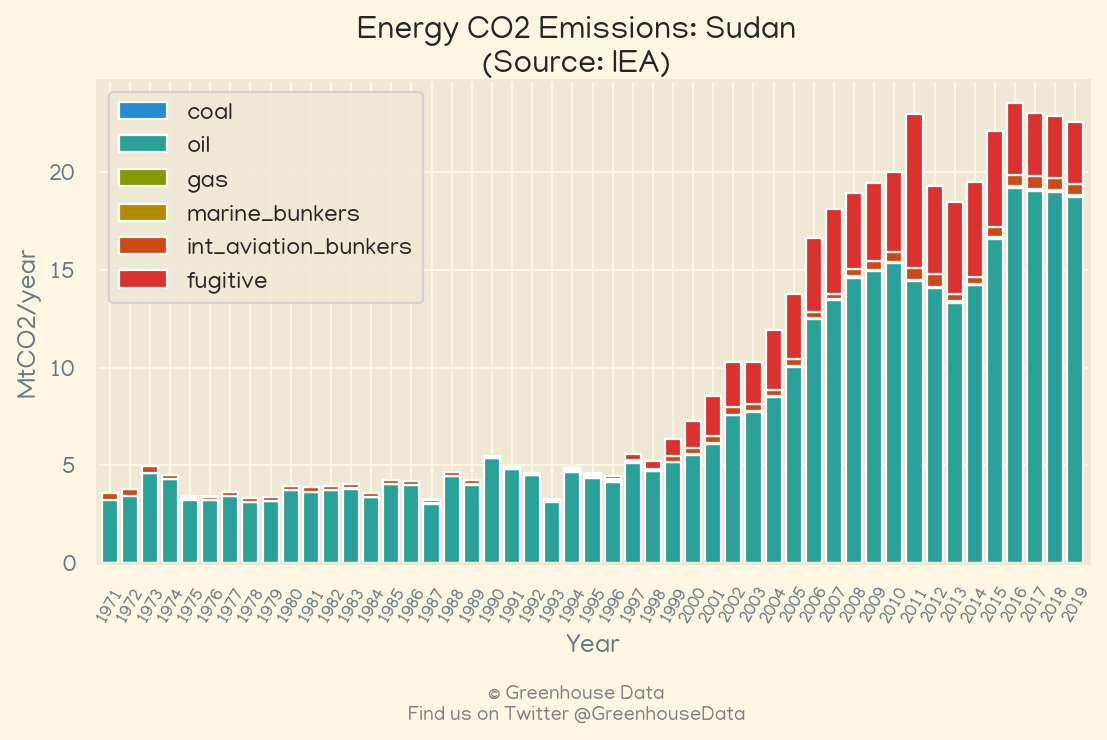 Energy CO2 Emissions: Sudan
(Source: IEA)
coal
oil
gas
marine_bunkers
int_aviation_bunkers
fugitive
MtCO2/year
20
15
10
5
0
1971 1972 1973 1974 1975 1976 1977 1978 1979 1980 1981 1982 1983 1984 1985 1986 1987 1988 1989 1990 1991 1992 1993 1994 1995 1996 1997 1998 1999 2000 2001 2002 2003 2004 2005 2006 2007 2008 2009 2010 2011 2012 2013 2014 2015 2016 2017 2018 2019
Year
© Greenhouse Data
Find us on Twitter @GreenhouseData